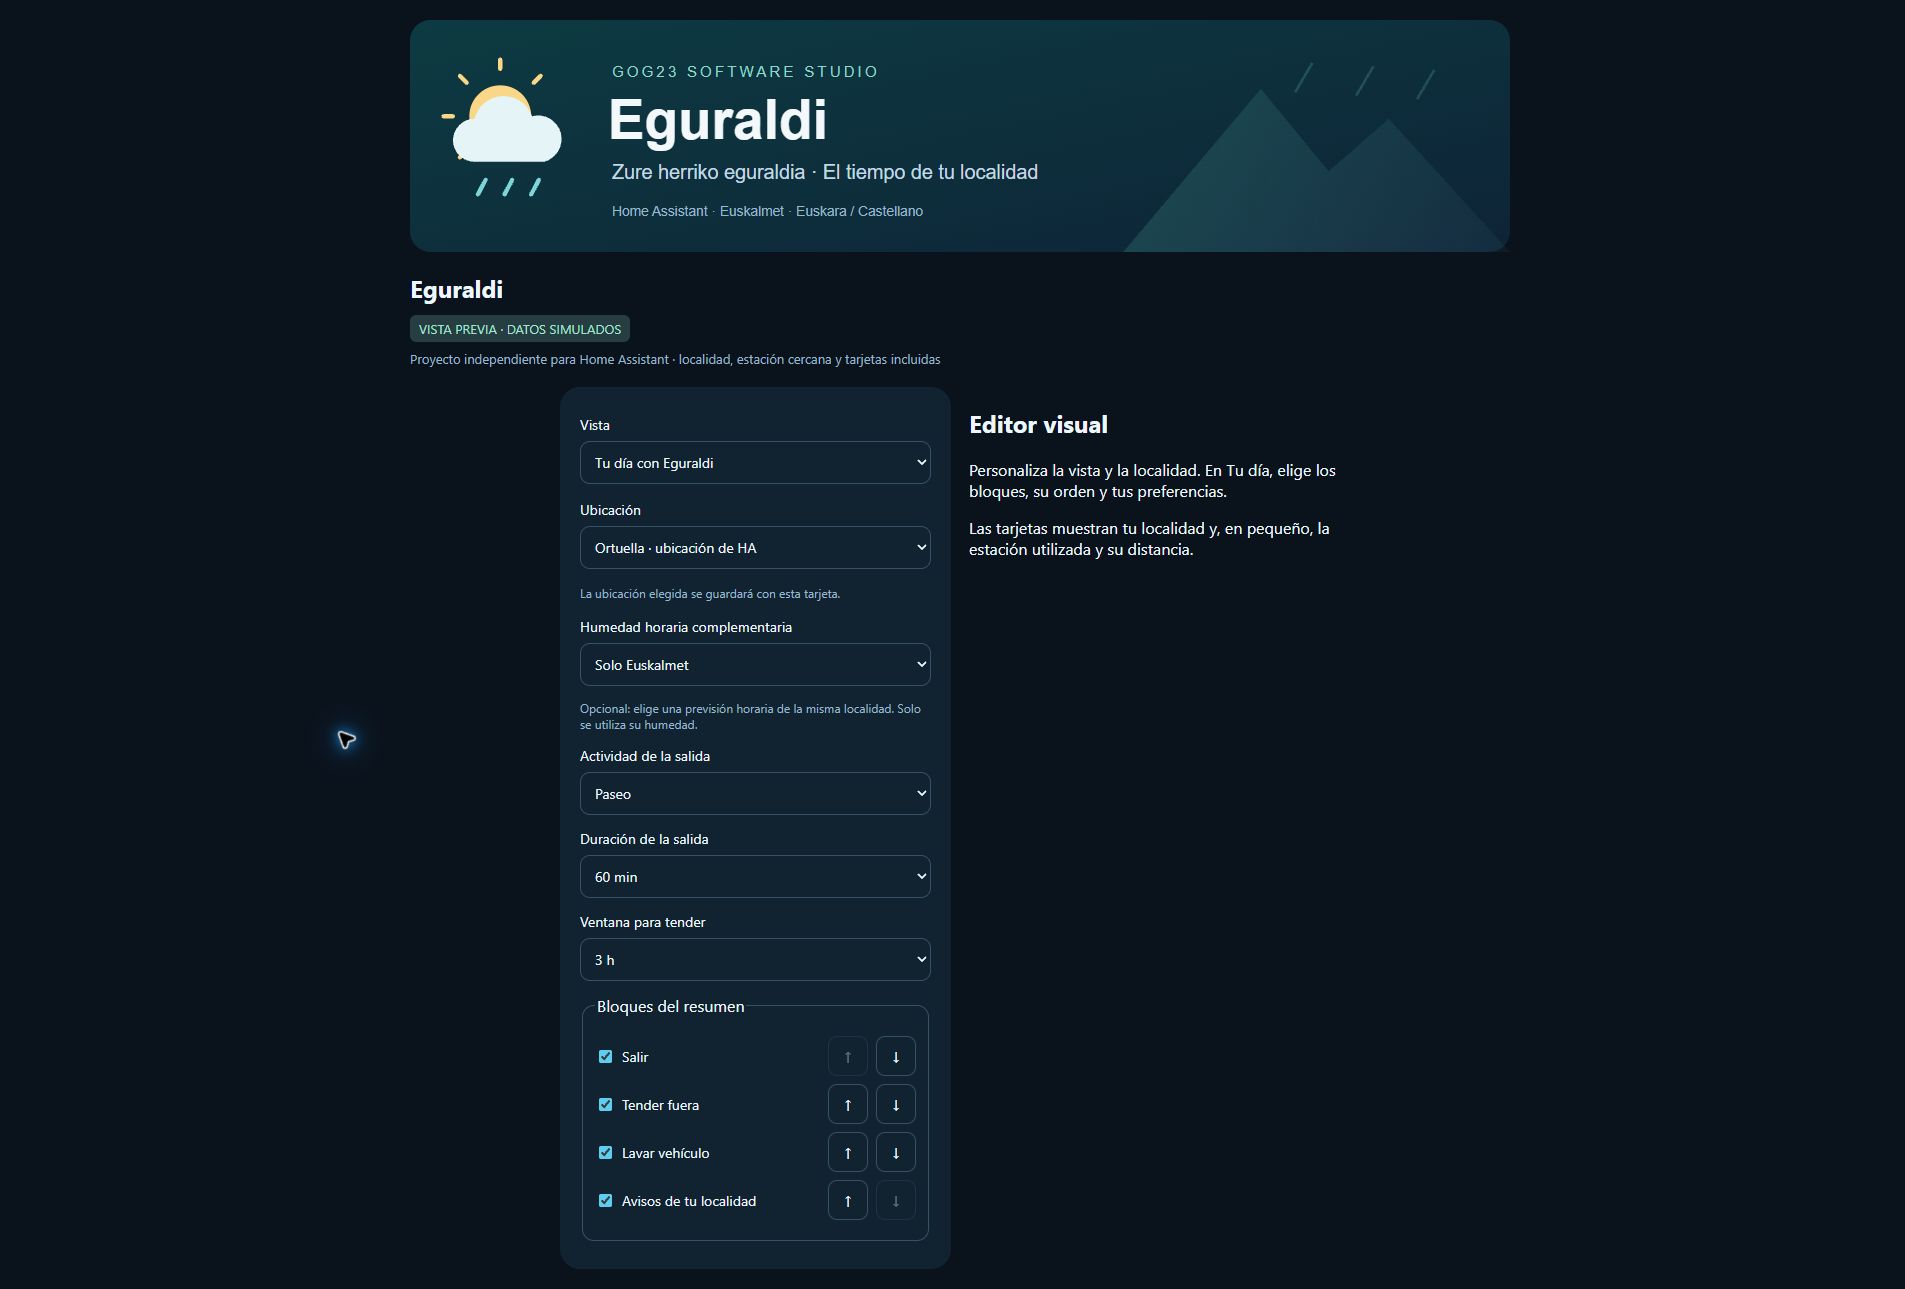 GOG23 SOFTWARE STUDIO
Eguraldi
Zure herriko eguraldia · El tiempo de tu localidad
Home Assistant · Euskalmet · Euskara / Castellano
Eguraldi
VISTA PREVIA · DATOS SIMULADOS
Proyecto independiente para Home Assistant · localidad, estación cercana y tarjetas incluidas
Vista
Tu día con Eguraldi
Ubicación
Ortuella · ubicación de HA
La ubicación elegida se guardará con esta tarjeta.
Humedad horaria complementaria
Solo Euskalmet
Opcional: elige una previsión horaria de la misma localidad. Solo
se utiliza su humedad.
Actividad de la salida
Paseo
Duración de la salida
60 min
Ventana para tender
3 h
Bloques del resumen
Salir ↑ ↓
Tender fuera ↑ ↓
Lavar vehículo ↑ ↓
Avisos de tu localidad ↑ ↓
Editor visual
Personaliza la vista y la localidad. En Tu día, elige los
bloques, su orden y tus preferencias.
Las tarjetas muestran tu localidad y, en pequeño, la
estación utilizada y su distancia.